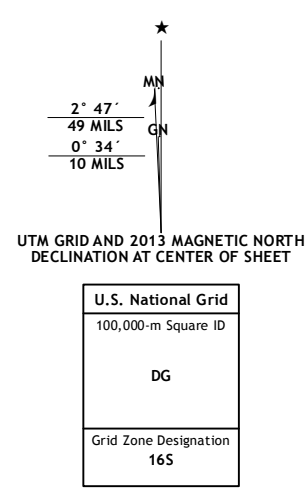 ★
MN
2° 47´
49 MILS
GN
0° 34´
10 MILS
UTM GRID AND 2013 MAGNETIC NORTH
DECLINATION AT CENTER OF SHEET
U.S. National Grid
100,000-m Square ID
DG
Grid Zone Designation
16S